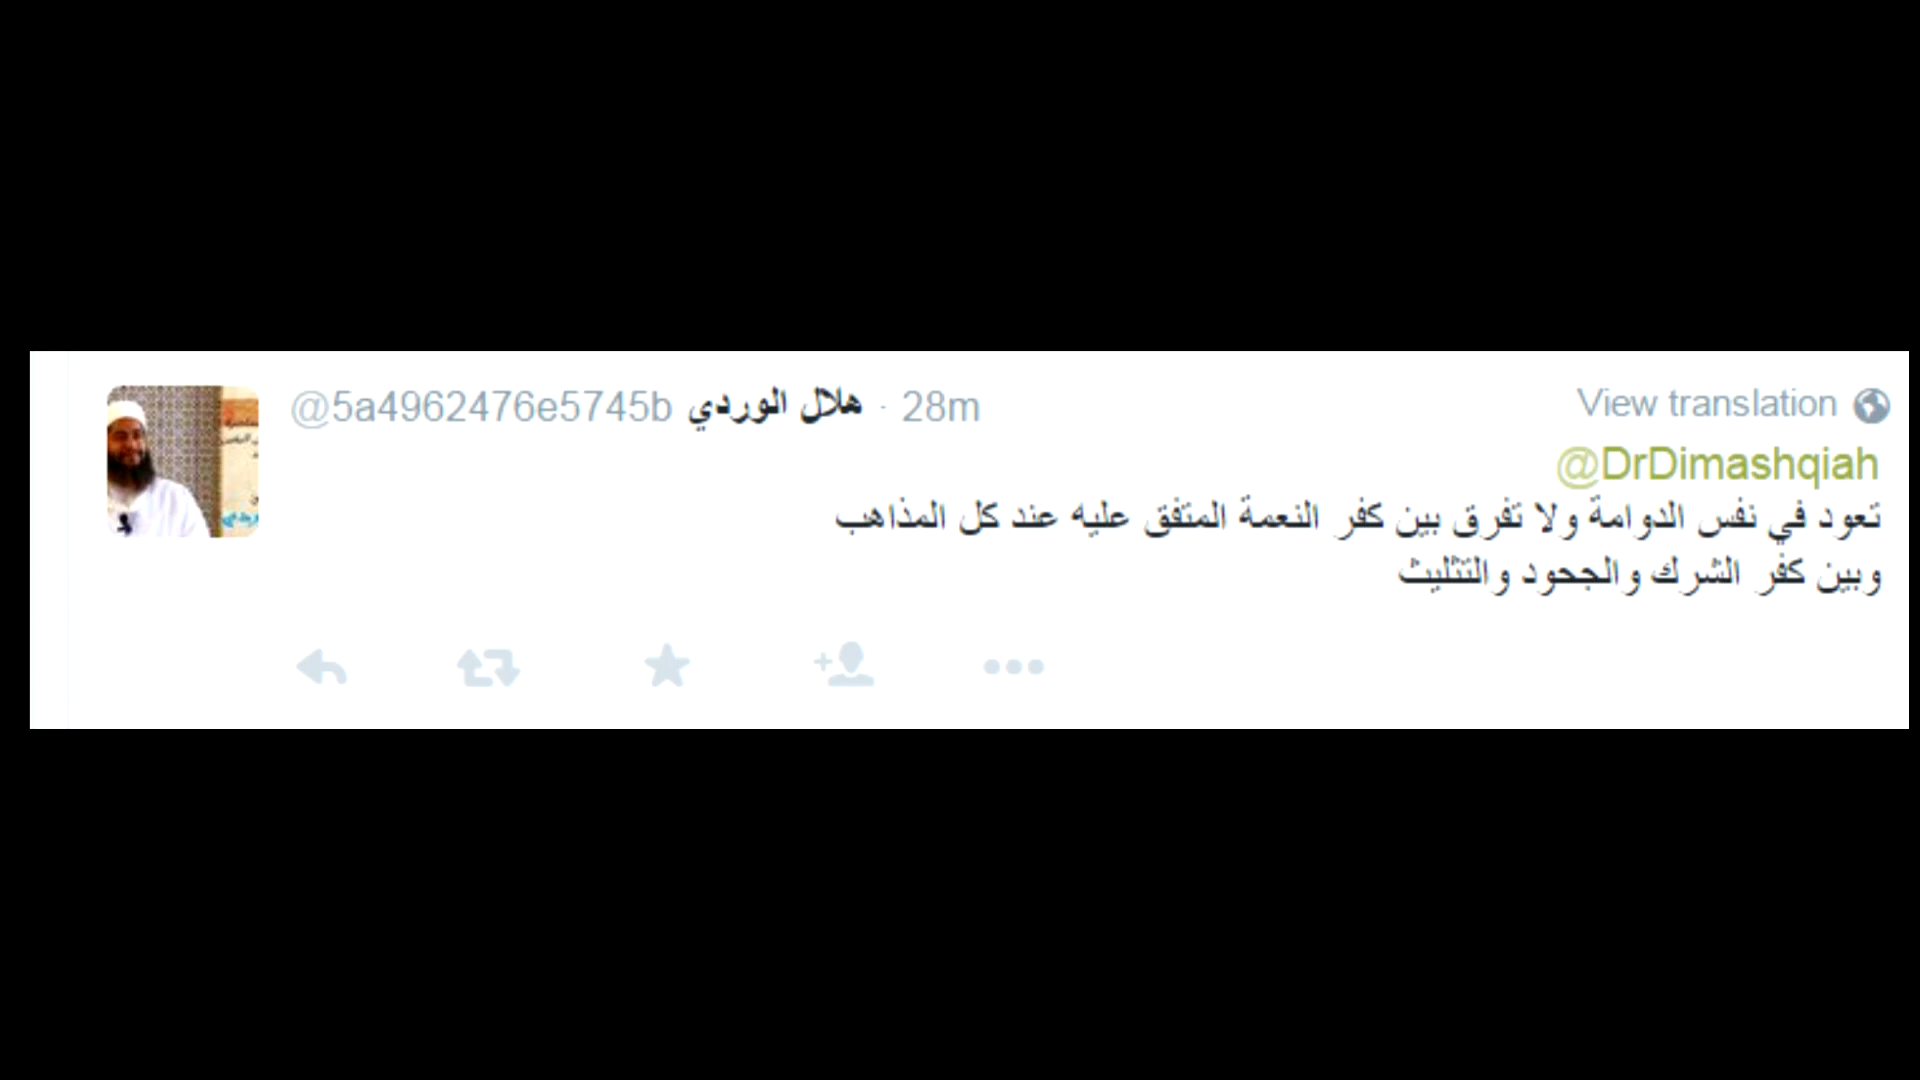 هلال الوردي @5a4962476e5745b · 28m
View translation
@DrDimashqiah
تعود في نفس الدوامة ولا تفرق بين كفر النعمة المتفق عليه عند كل المذاهب
وبين كفر الشرك والجحود والتثليث